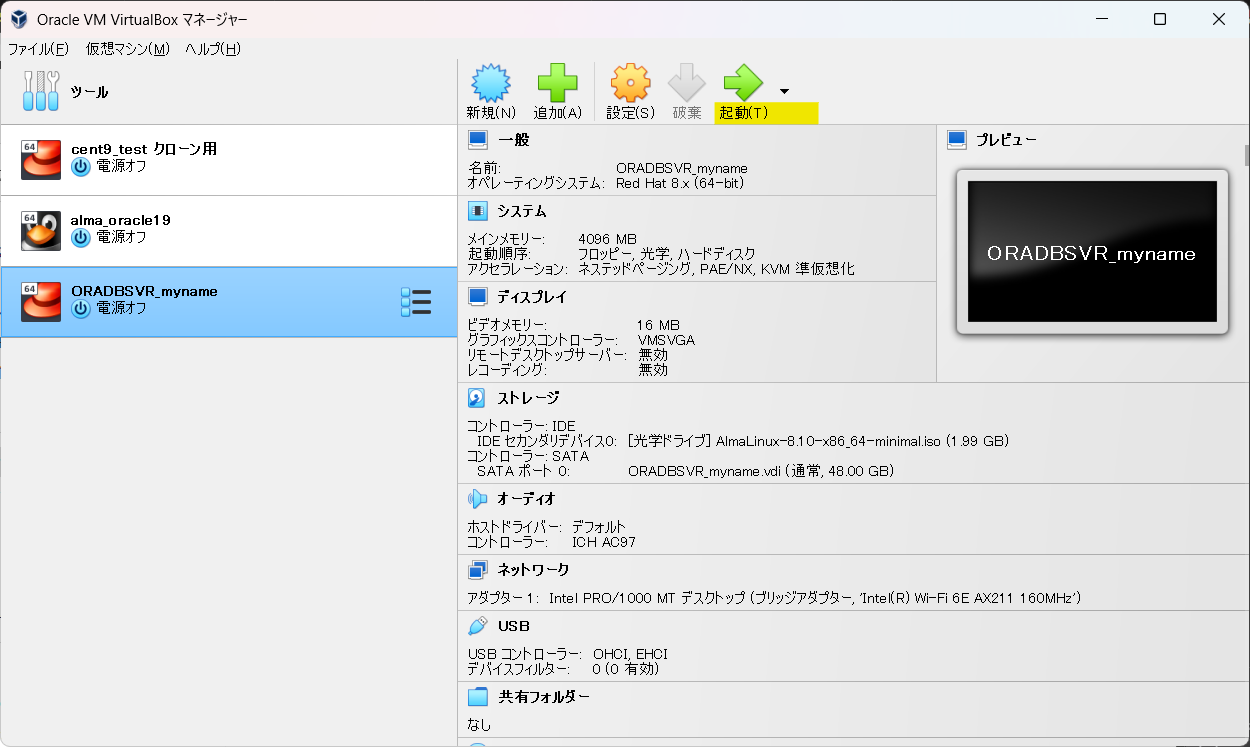 Oracle VM VirtualBox マネージャー
ファイル(F) 仮想マシン(M) ヘルプ(H)
ツール
新規(N) 追加(A) 設定(S) 破棄 起動(T)
64
cent9_test クローン用
電源オフ
64
alma_oracle19
電源オフ
64
ORADBSVR_myname
電源オフ
一般
名前: ORADBSVR_myname
オペレーティングシステム: Red Hat 8.x (64-bit)
システム
メインメモリー: 4096 MB
起動順序: フロッピー, 光学, ハードディスク
アクセラレーション: ネステッドページング, PAE/NX, KVM 準仮想化
ディスプレイ
ビデオメモリー: 16 MB
グラフィックスコントローラー: VMSVGA
リモートデスクトップサーバー: 無効
レコーディング: 無効
プレビュー
ORADBSVR_myname
ストレージ
コントローラー: IDE
IDE セカンダリデバイス0: [光学ドライブ] AlmaLinux-8.10-x86_64-minimal.iso (1.99 GB)
コントローラー: SATA
SATA ポート 0: ORADBSVR_myname.vdi (通常, 48.00 GB)
オーディオ
ホストドライバー: デフォルト
コントローラー: ICH AC97
ネットワーク
アダプター 1: Intel PRO/1000 MT デスクトップ (ブリッジアダプター, 'Intel(R) Wi-Fi 6E AX211 160MHz')
USB
USB コントローラー: OHCI, EHCI
デバイスフィルター: 0 (0 有効)
共有フォルダー
なし